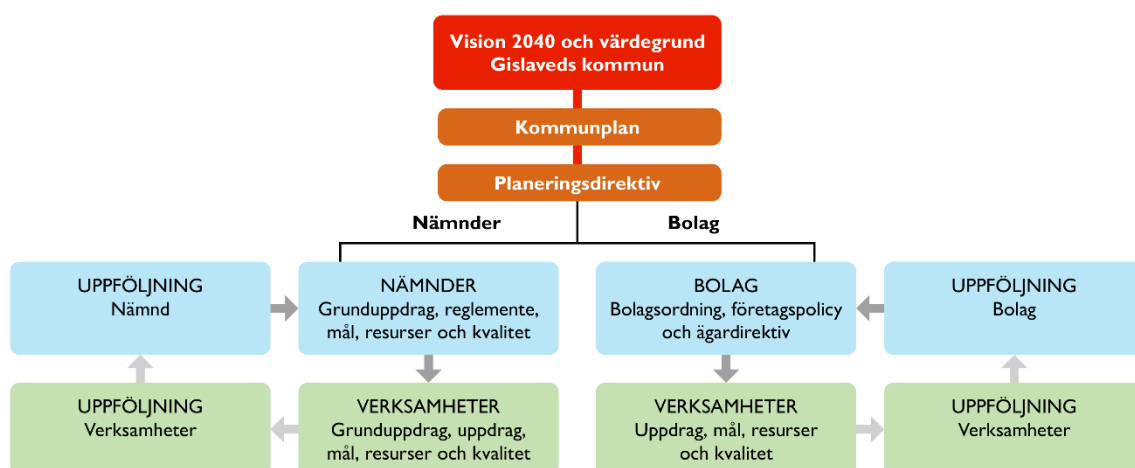 Vision 2040 och värdegrund
Gislaveds kommun
Kommunplan
Planeringsdirektiv
Nämnder
Bolag
UPPFÖLJNING
Nämnd
NÄMNDER
Grunduppdrag, reglemente,
mål, resurser och kvalitet
BOLAG
Bolagsordning, företagspolicy
och ägardirektiv
UPPFÖLJNING
Bolag
UPPFÖLJNING
Verksamheter
VERKSAMHETER
Grunduppdrag, uppdrag,
mål, resurser och kvalitet
VERKSAMHETER
Uppdrag, mål, resurser
och kvalitet
UPPFÖLJNING
Verksamheter